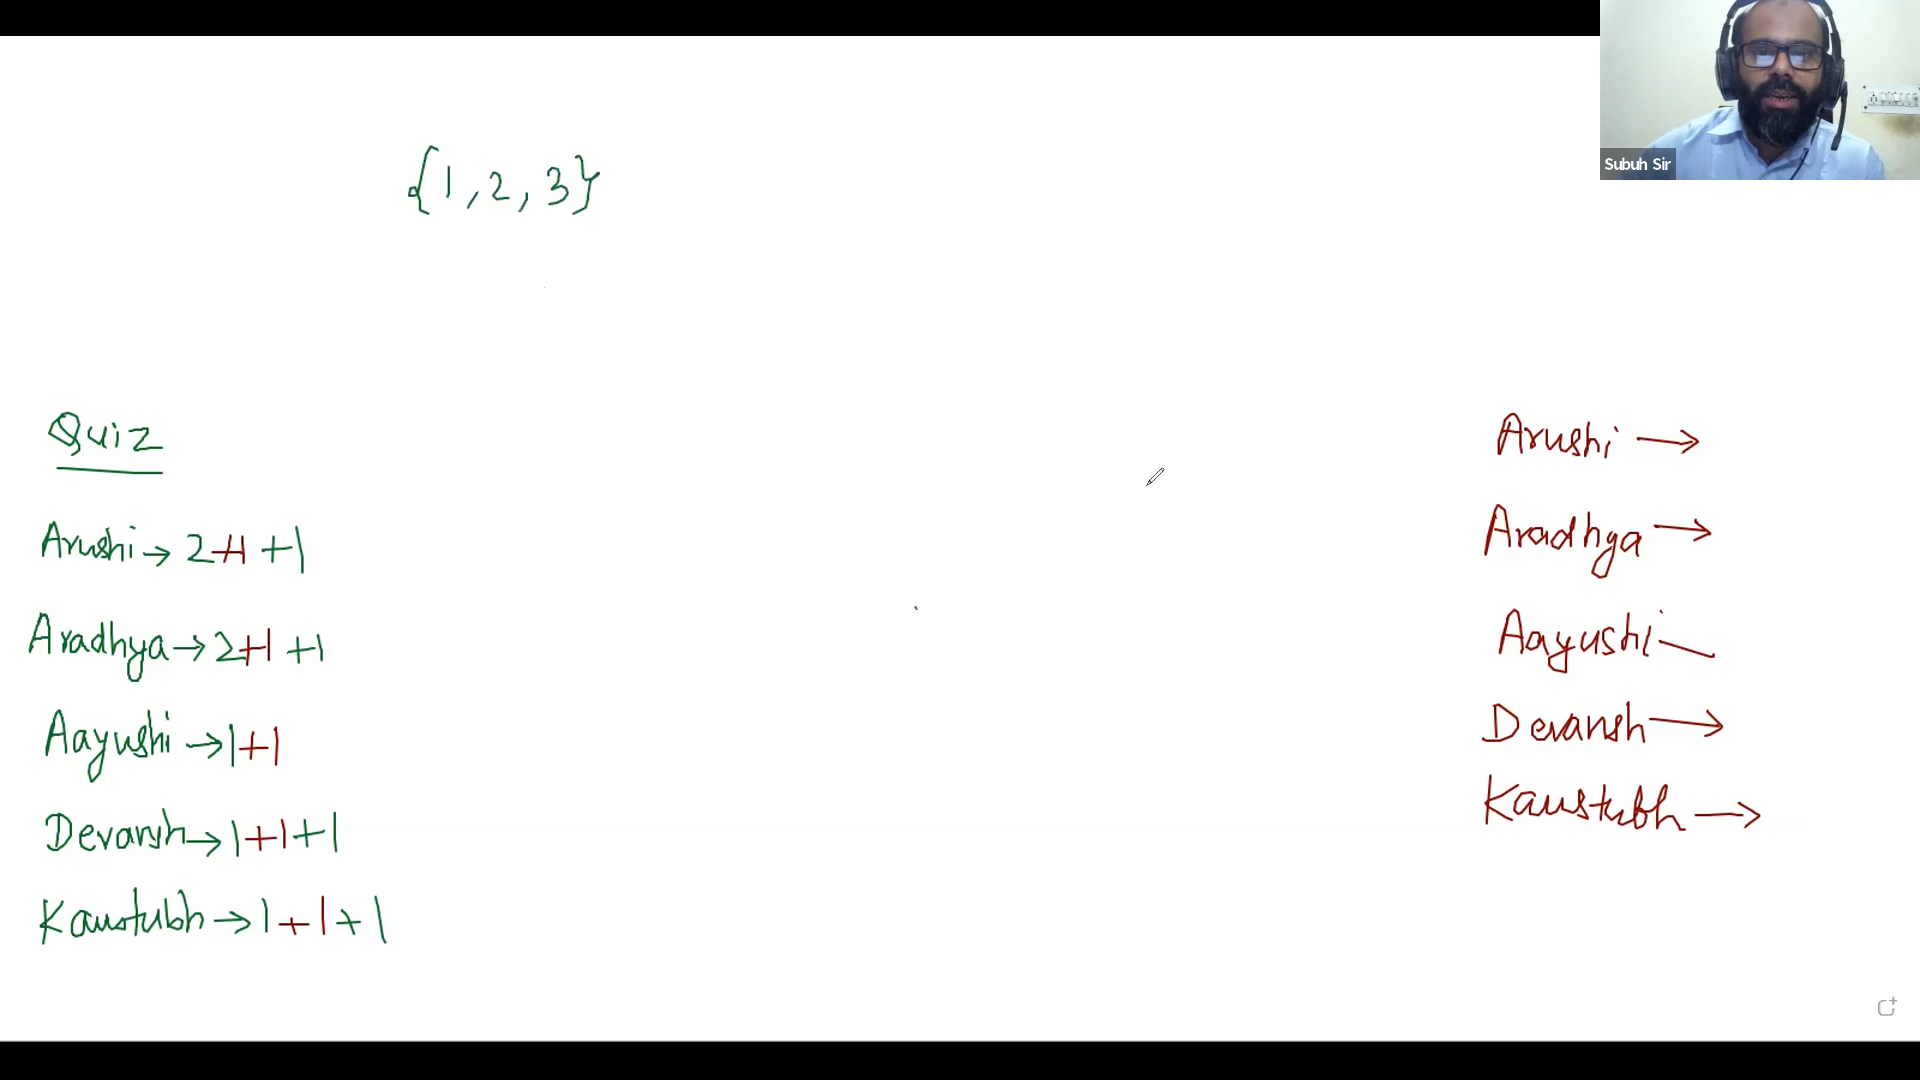 Subuh Sir
{1, 2, 3}
Quiz
Arushi → 2+1 +1
Aradhya → 2+1 +1
Aayushi → 1+1
Devansh → 1+1+1
Kaustubh → 1+1+1
Arushi →
Aradhya →
Aayushi —
Devansh →
Kaustubh →